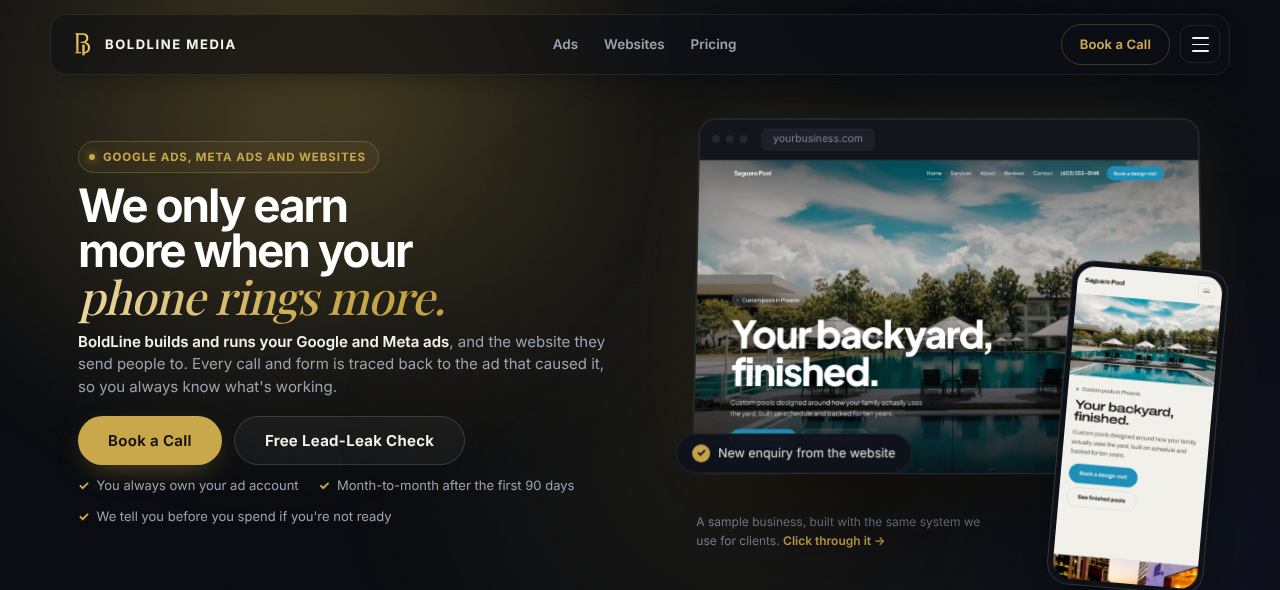 BOLDLINE MEDIA
Ads Websites Pricing
Book a Call
GOOGLE ADS, META ADS AND WEBSITES
We only earn
more when your
phone rings more.
BoldLine builds and runs your Google and Meta ads, and the website they
send people to. Every call and form is traced back to the ad that caused it,
so you always know what's working.
Book a Call
Free Lead-Leak Check
You always own your ad account
Month-to-month after the first 90 days
We tell you before you spend if you're not ready
yourbusiness.com
Saguaro Pool
Home Services About Reviews Contact (602) 555-0148 Book a design visit
Custom pools in Phoenix
Your backyard,
finished.
Custom pools designed around how your family actually uses
the yard, built on schedule and backed for ten years.
New enquiry from the website
Saguaro Pool
Custom pools in Phoenix
Your backyard,
finished.
Custom pools designed around how your family
actually uses the yard, built on schedule and
backed for ten years.
Book a design visit
See finished pools
A sample business, built with the same system we
use for clients. Click through it →